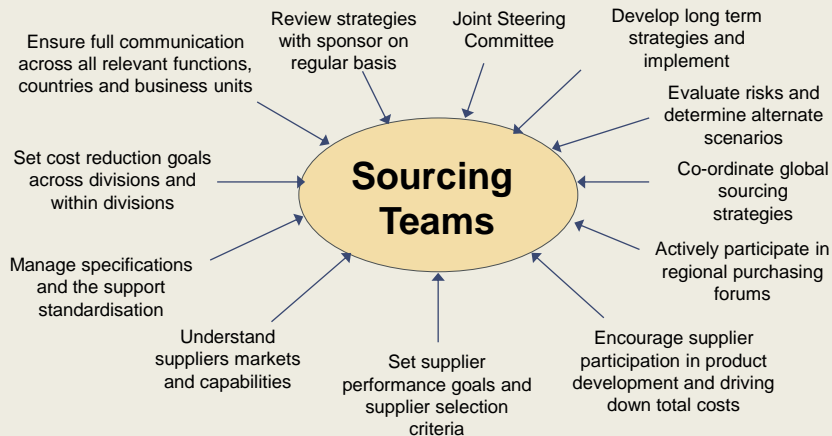 Review strategies
with sponsor on
regular basis
Joint Steering
Committee
Develop long term
strategies and
implement
Ensure full communication
across all relevant functions,
countries and business units
Evaluate risks and
determine alternate
scenarios
Set cost reduction goals
across divisions and
within divisions
Sourcing
Teams
Co-ordinate global
sourcing
strategies
Manage specifications
and the support
standardisation
Actively participate in
regional purchasing
forums
Understand
suppliers markets
and capabilities
Set supplier
performance goals and
supplier selection
criteria
Encourage supplier
participation in product
development and driving
down total costs